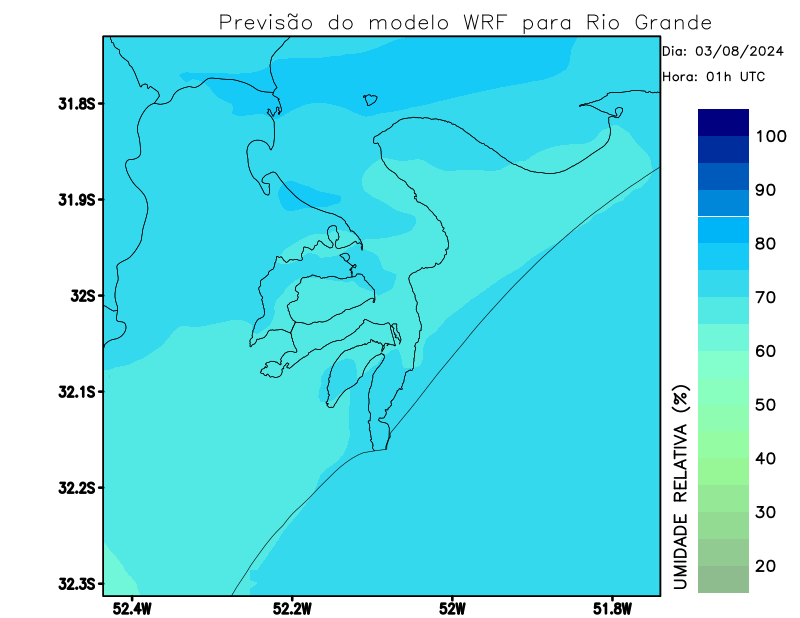 Previsão do modelo WRF para Rio Grande
Dia: 03/08/2024
Hora: 01h UTC
31.8S
31.9S
32S
32.1S
32.2S
32.3S
52.4W
52.2W
52W
51.8W
100
90
80
70
60
50
40
30
20
UMIDADE RELATIVA (%)